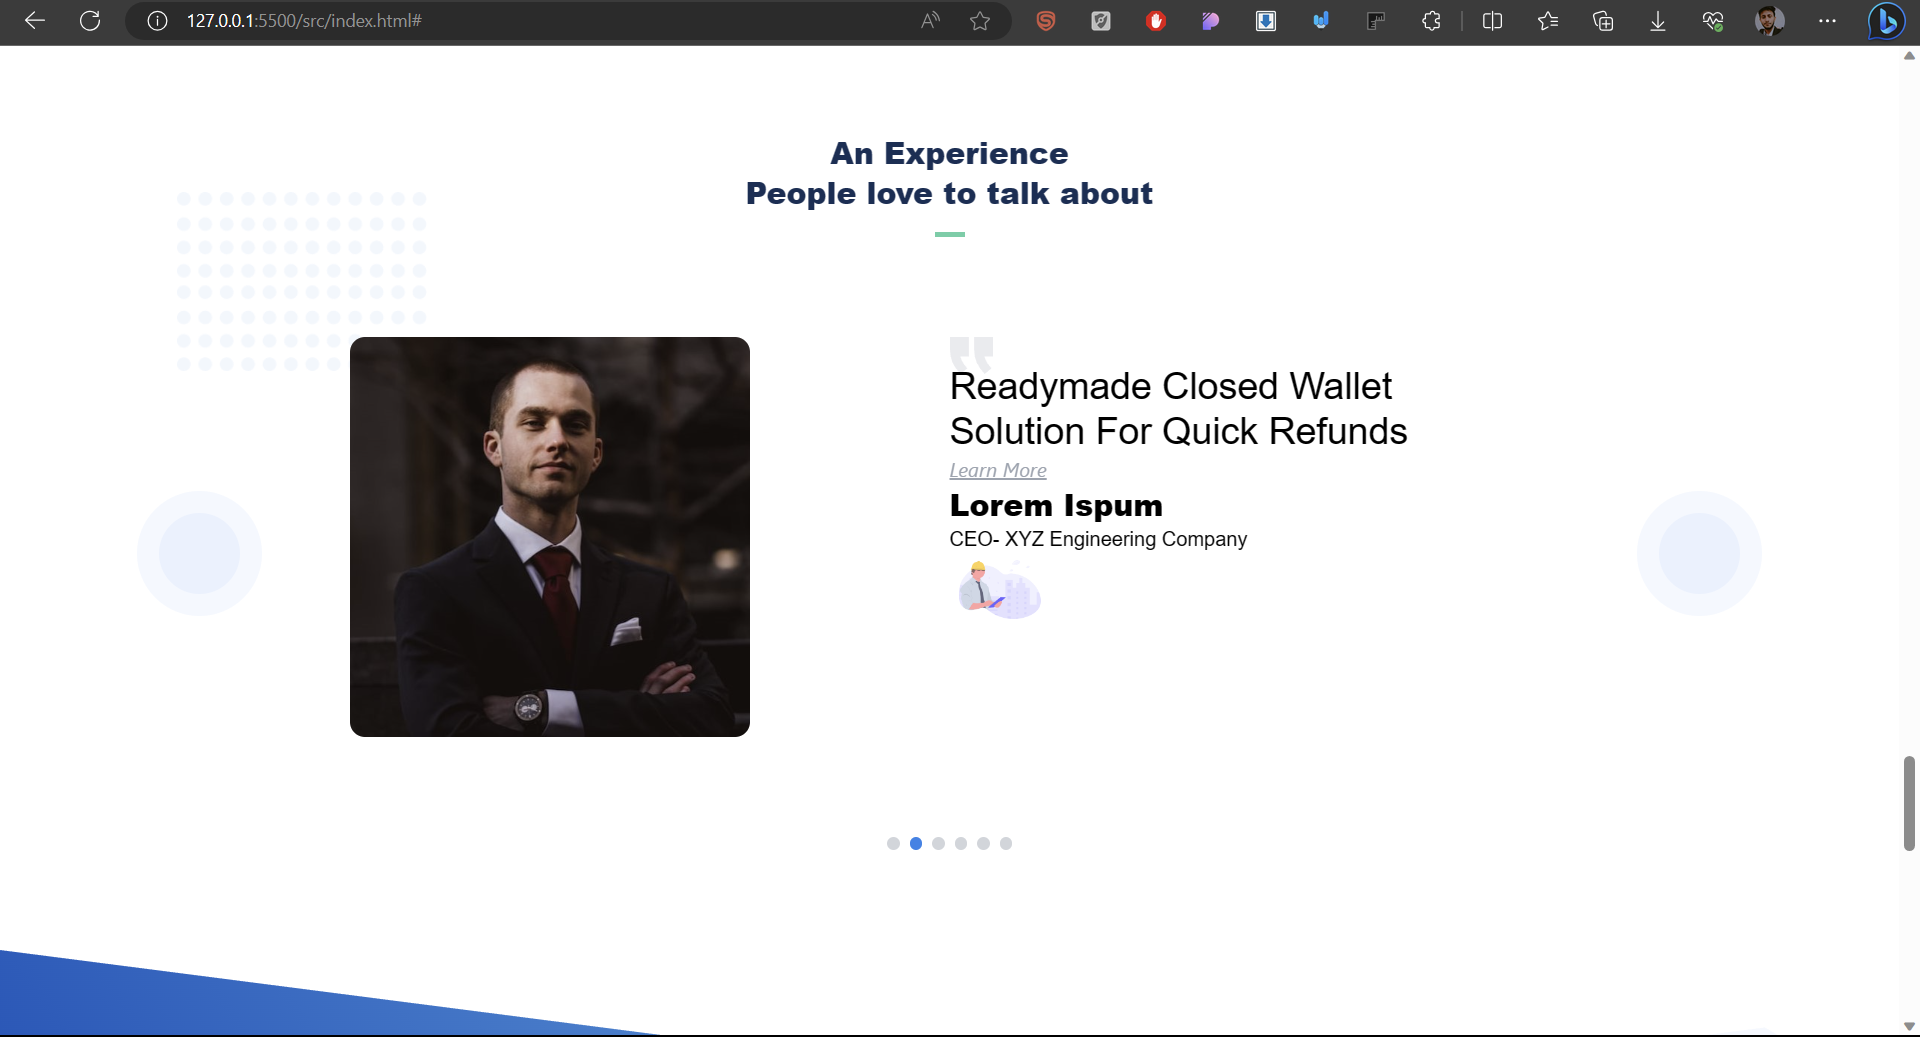 127.0.0.1:5500/src/index.html#
An Experience
People love to talk about
Readymade Closed Wallet
Solution For Quick Refunds
Learn More
Lorem Ispum
CEO- XYZ Engineering Company